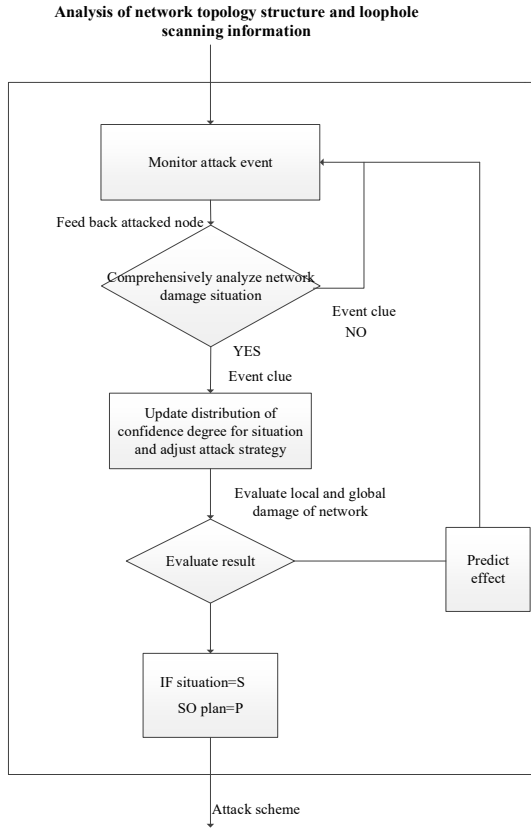 Analysis of network topology structure and loophole
scanning information
Monitor attack event
Feed back attacked node
Comprehensively analyze network
damage situation
Event clue
NO
YES
Event clue
Update distribution of
confidence degree for situation
and adjust attack strategy
Evaluate local and global
damage of network
Evaluate result
Predict
effect
IF situation=S
SO plan=P
Attack scheme